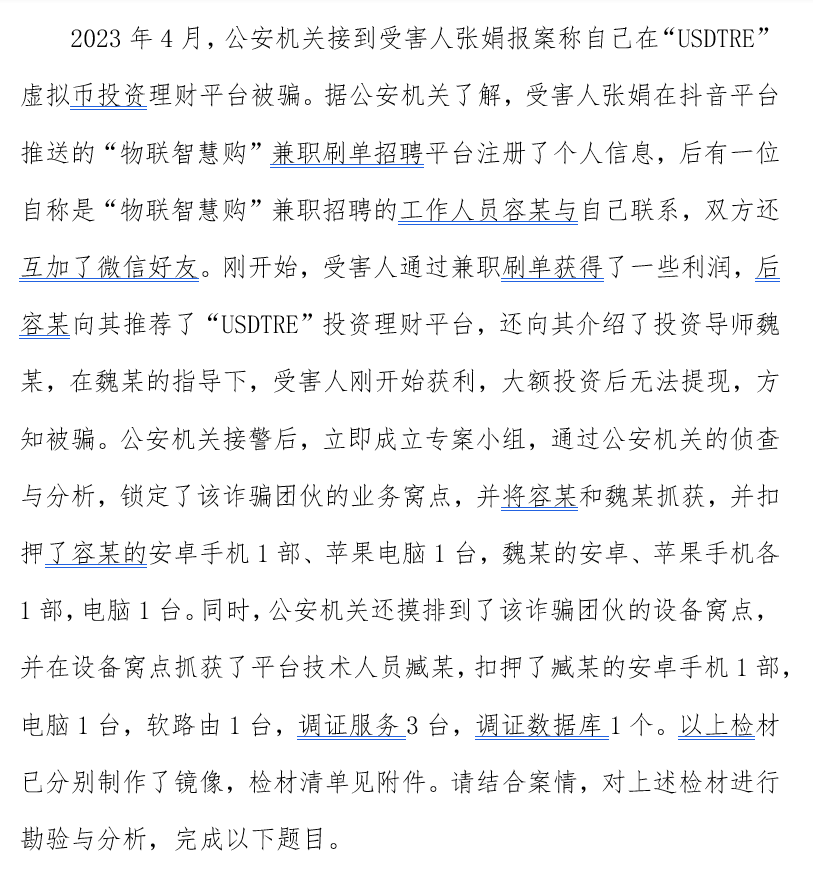 2023 年 4 月，公安机关接到受害人张娟报案称自己在“USDTRE”
虚拟币投资理财平台被骗。据公安机关了解，受害人张娟在抖音平台
推送的“物联智慧购”兼职刷单招聘平台注册了个人信息，后有一位
自称是“物联智慧购”兼职招聘的工作人员容某与自己联系，双方还
互加了微信好友。刚开始，受害人通过兼职刷单获得了一些利润，后
容某向其推荐了“USDTRE”投资理财平台，还向其介绍了投资导师魏
某，在魏某的指导下，受害人刚开始获利，大额投资后无法提现，方
知被骗。公安机关接警后，立即成立专案小组，通过公安机关的侦查
与分析，锁定了该诈骗团伙的业务窝点，并将容某和魏某抓获，并扣
押了容某的安卓手机 1 部、苹果电脑 1 台，魏某的安卓、苹果手机各
1 部，电脑 1 台。同时，公安机关还摸排到了该诈骗团伙的设备窝点，
并在设备窝点抓获了平台技术人员臧某，扣押了臧某的安卓手机 1 部，
电脑 1 台，软路由 1 台，调证服务 3 台，调证数据库 1 个。以上检材
已分别制作了镜像，检材清单见附件。请结合案情，对上述检材进行
勘验与分析，完成以下题目。